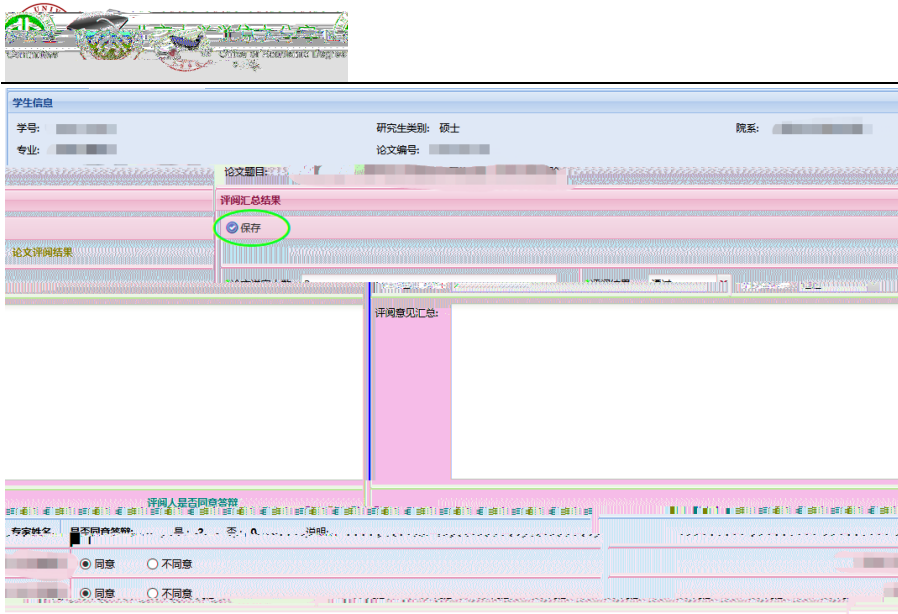 UNIV
学生信息
学号: 研究生类别: 硕士 院系:
专业: 论文编号:
论文题目:
评阅汇总结果
保存
论文评阅结果
评阅意见汇总:
评阅人是否同意答辩
专家姓名 是否同意答辩: 是: 2 否: 0 说明:
同意 不同意
同意 不同意